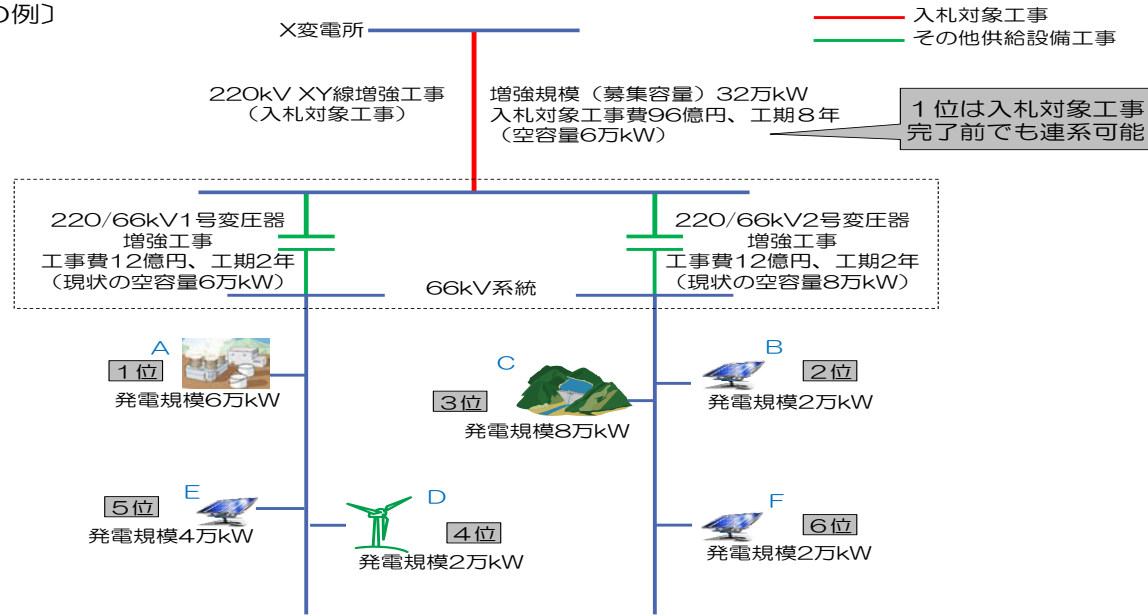 の例〕
入札対象工事
その他供給設備工事
X変電所
220kV XY線増強工事
（入札対象工事）
増強規模（募集容量）32万kW
入札対象工事費96億円、工期８年
（空容量6万kW）
１位は入札対象工事
完了前でも連系可能
220/66kV1号変圧器
増強工事
工事費12億円、工期2年
（現状の空容量6万kW）
220/66kV2号変圧器
増強工事
工事費12億円、工期2年
（現状の空容量8万kW）
66kV系統
A
１位
発電規模6万kW
C
３位
発電規模8万kW
B
２位
発電規模2万kW
E
５位
発電規模4万kW
D
４位
発電規模2万kW
F
６位
発電規模2万kW